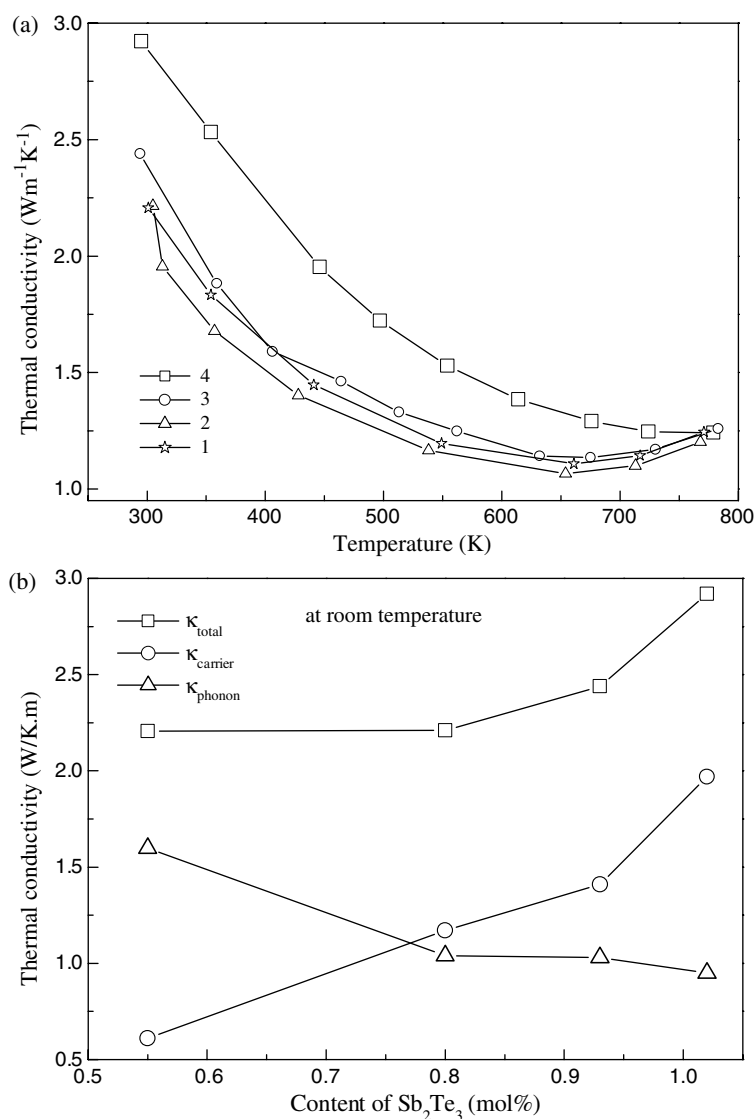 (a)
3.0
2.5
2.0
1.5
1.0
Thermal conductivity (Wm⁻¹K⁻¹)
4
3
2
1
300 400 500 600 700 800
Temperature (K)
(b)
3.0
2.5
2.0
1.5
1.0
0.5
Thermal conductivity (W/K.m)
κtotal
κcarrier
κphonon
at room temperature
0.5 0.6 0.7 0.8 0.9 1.0
Content of Sb₂Te₃ (mol%)